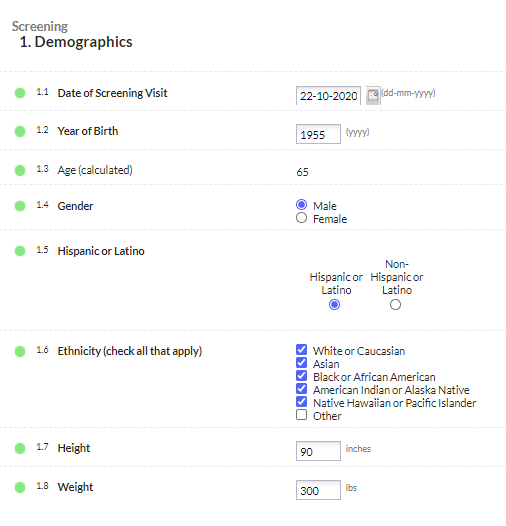 Screening
1. Demographics
1.1 Date of Screening Visit 22-10-2020 (dd-mm-yyyy)
1.2 Year of Birth 1955 (yyyy)
1.3 Age (calculated) 65
1.4 Gender Male
Female
1.5 Hispanic or Latino
Non-
Hispanic or Hispanic or
Latino Latino
1.6 Ethnicity (check all that apply) White or Caucasian
Asian
Black or African American
American Indian or Alaska Native
Native Hawaiian or Pacific Islander
Other
1.7 Height 90 inches
1.8 Weight 300 lbs